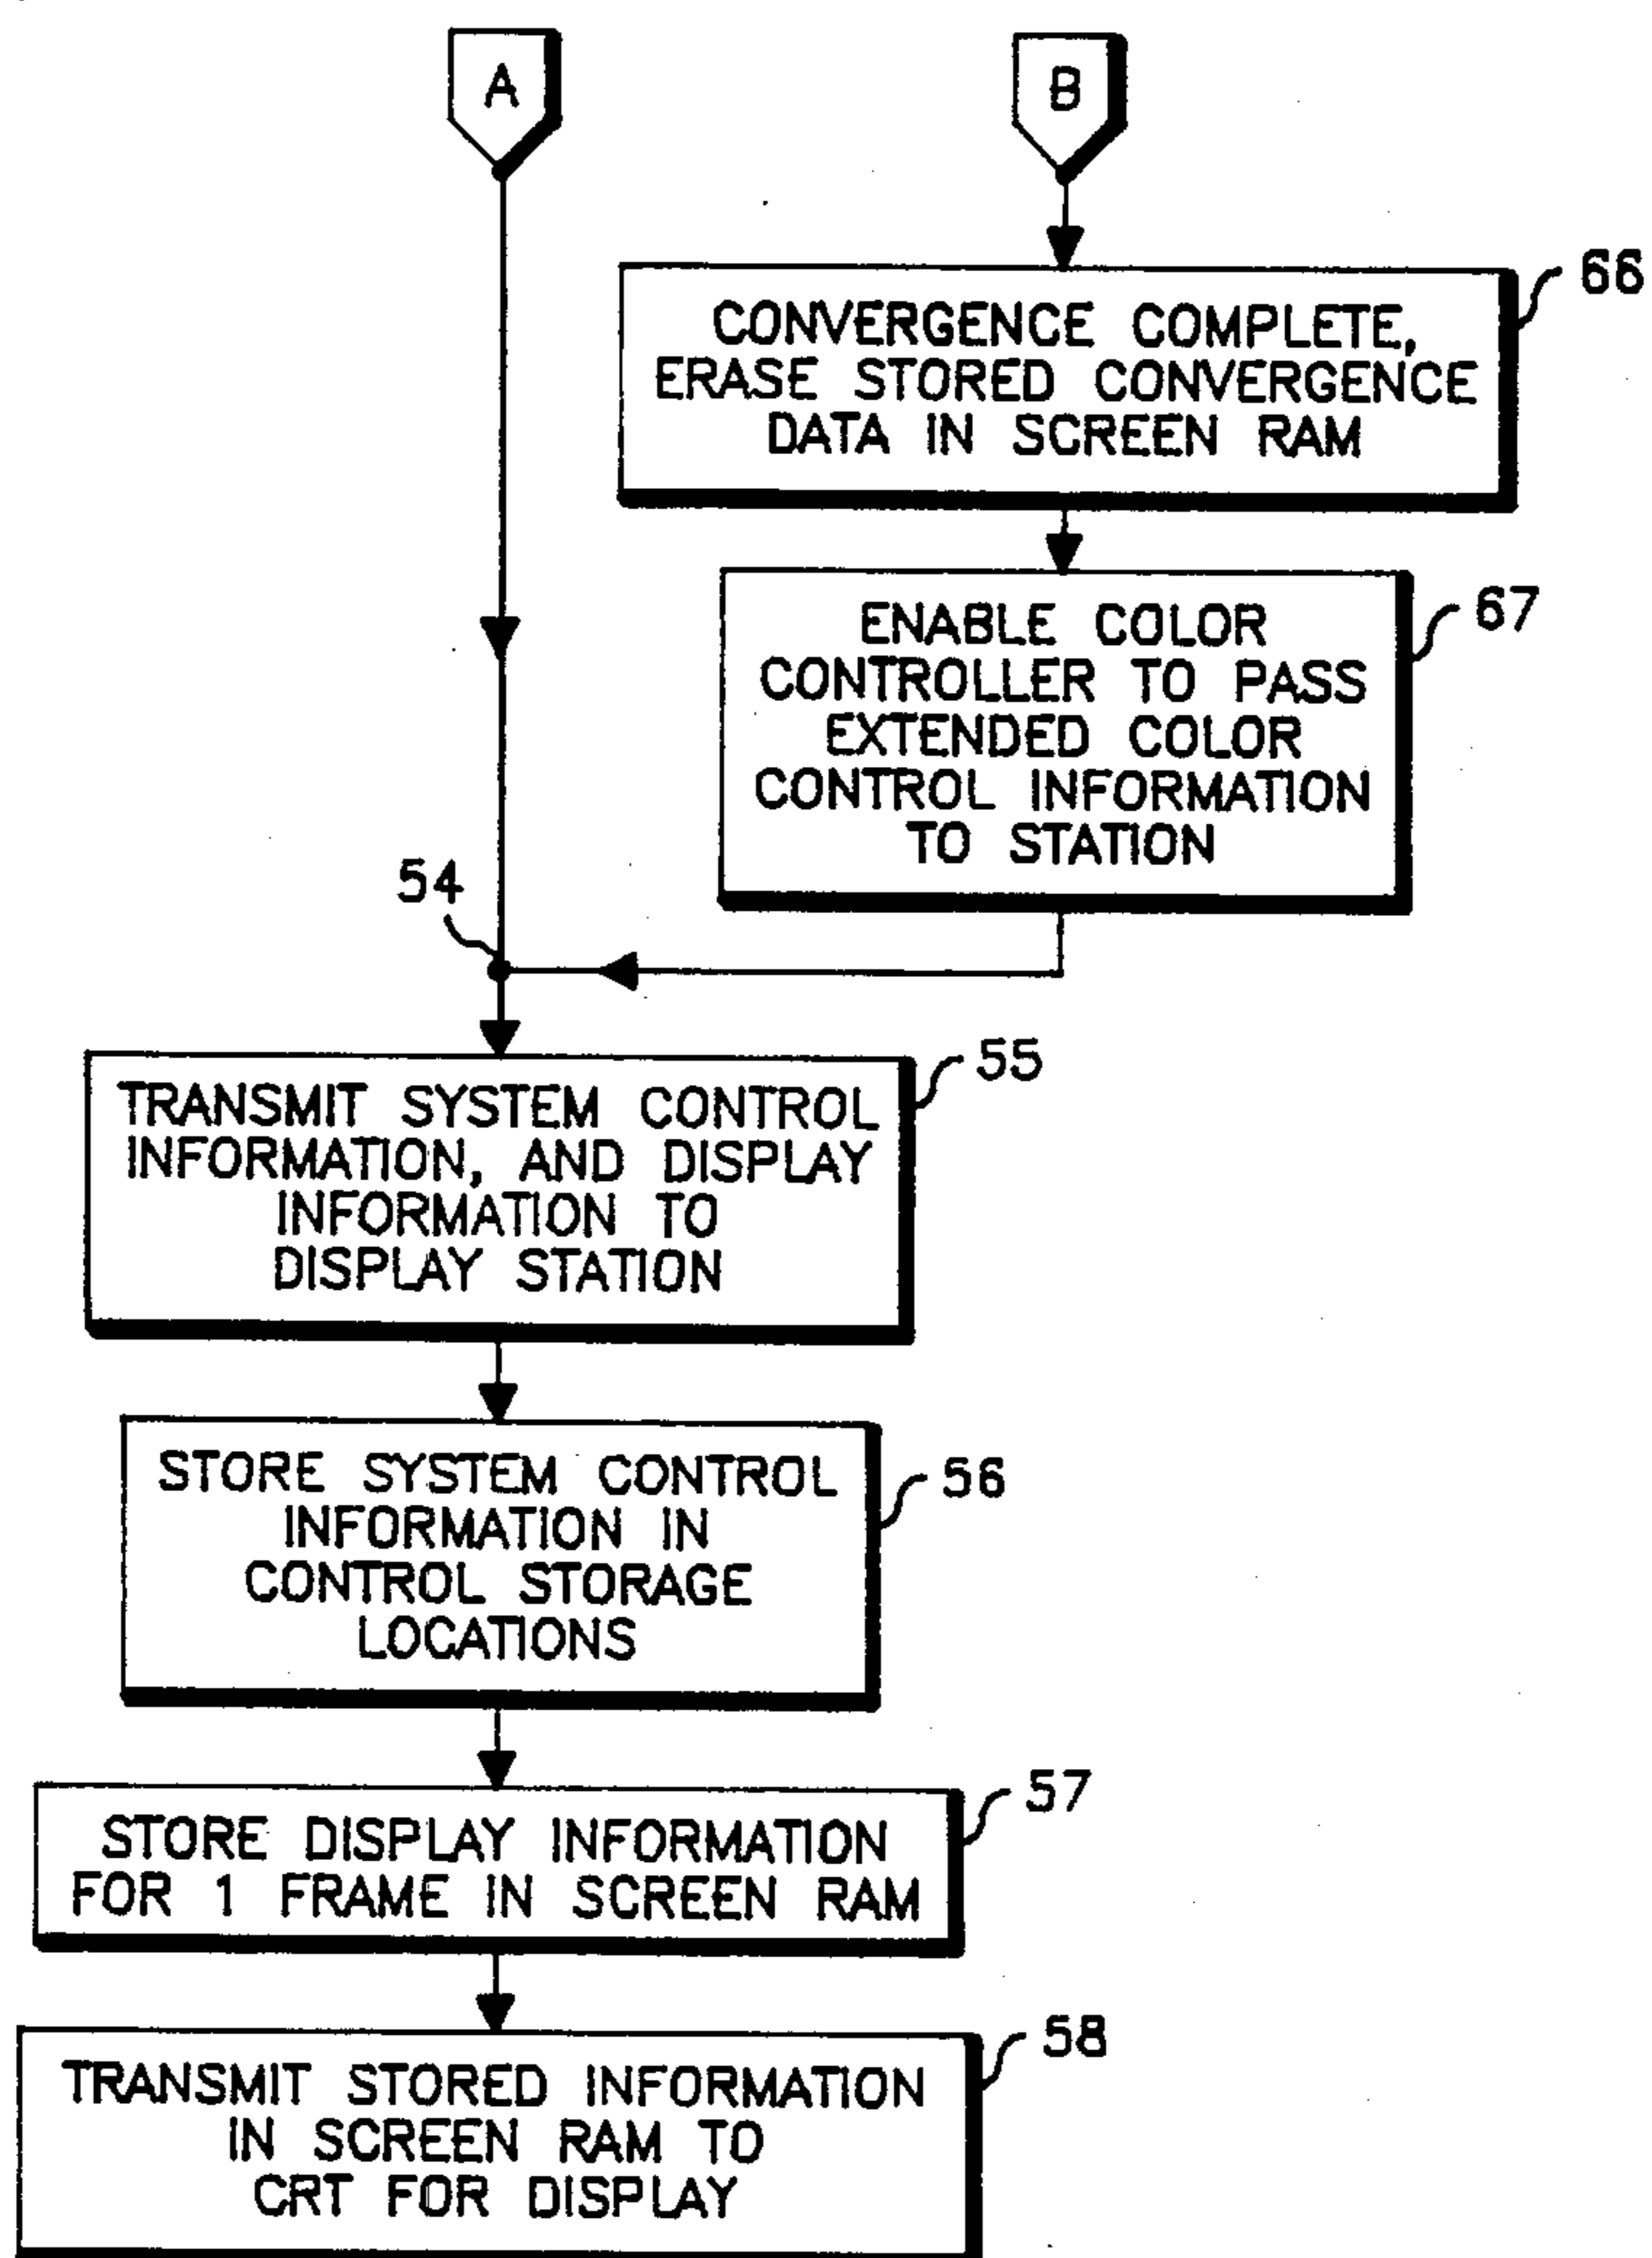 A
B
66
CONVERGENCE COMPLETE,
ERASE STORED CONVERGENCE
DATA IN SCREEN RAM
67
ENABLE COLOR
CONTROLLER TO PASS
EXTENDED COLOR
CONTROL INFORMATION
TO STATION
54
55
TRANSMIT SYSTEM CONTROL
INFORMATION, AND DISPLAY
INFORMATION TO
DISPLAY STATION
56
STORE SYSTEM CONTROL
INFORMATION IN
CONTROL STORAGE
LOCATIONS
57
STORE DISPLAY INFORMATION
FOR 1 FRAME IN SCREEN RAM
58
TRANSMIT STORED INFORMATION
IN SCREEN RAM TO
CRT FOR DISPLAY